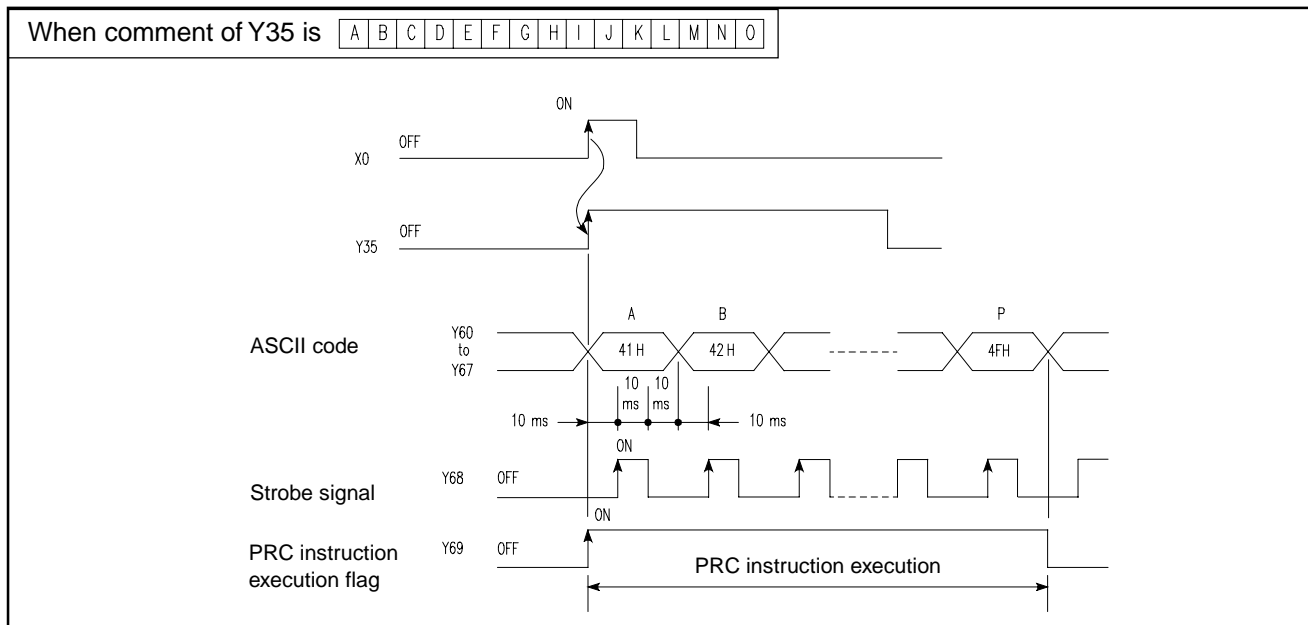 When comment of Y35 is A B C D E F G H I J K L M N O
ON
OFF
X0
OFF
Y35
A B P
ASCII code
Y60
to
Y67
41H 42H 4FH
10 10
ms ms
10 ms 10 ms
ON
Strobe signal
Y68 OFF
ON
PRC instruction
execution flag
Y69 OFF
PRC instruction execution